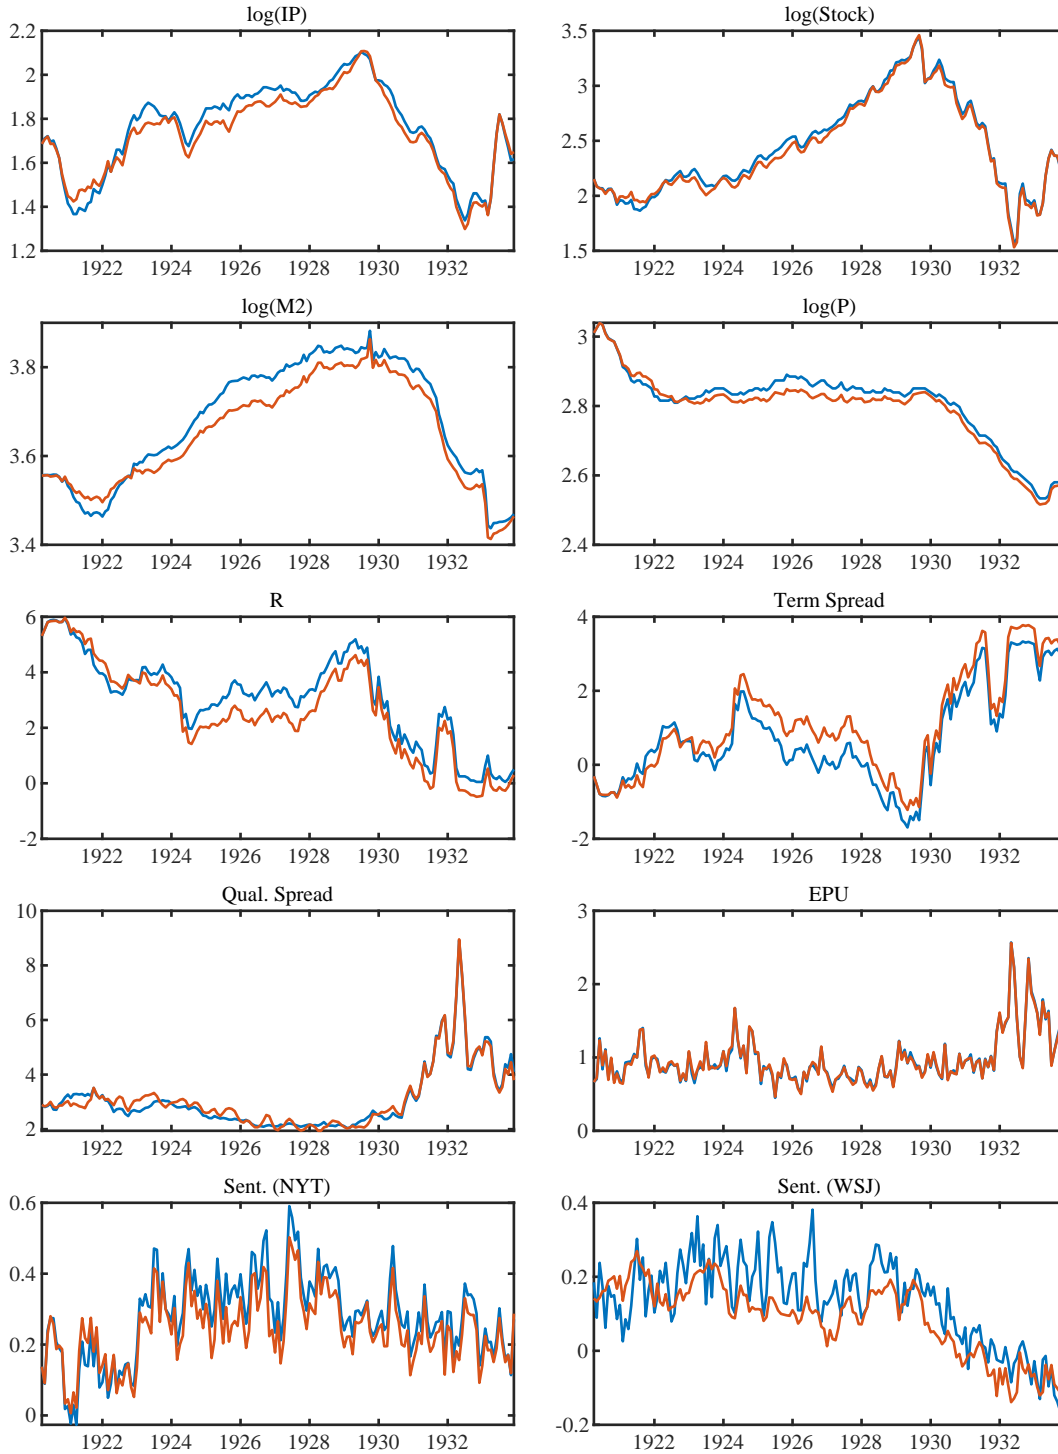 log(IP)
2.2
2
1.8
1.6
1.4
1.2
1922 1924 1926 1928 1930 1932
log(Stock)
3.5
3
2.5
2
1.5
1922 1924 1926 1928 1930 1932
log(M2)
3.8
3.6
3.4
1922 1924 1926 1928 1930 1932
log(P)
3
2.8
2.6
2.4
1922 1924 1926 1928 1930 1932
R
6
4
2
0
-2
1922 1924 1926 1928 1930 1932
Term Spread
4
2
0
-2
1922 1924 1926 1928 1930 1932
Qual. Spread
10
8
6
4
2
1922 1924 1926 1928 1930 1932
EPU
3
2
1
0
1922 1924 1926 1928 1930 1932
Sent. (NYT)
0.6
0.4
0.2
0
1922 1924 1926 1928 1930 1932
Sent. (WSJ)
0.4
0.2
0
-0.2
1922 1924 1926 1928 1930 1932